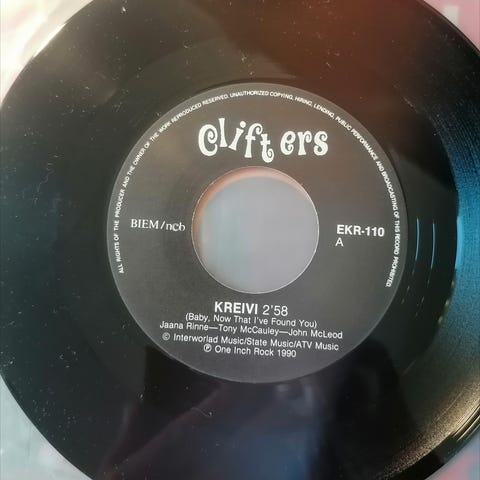 ALL RIGHTS OF THE PRODUCER AND THE OWNER OF THE WORK REPRODUCED RESERVED. UNAUTHORIZED COPYING, HIRING, LENDING, PUBLIC PERFORMANCE AND BROADCASTING OF THIS RECORD PROHIBITED
Clifters
BIEM/ncb
EKR-110
A
KREIVI 2'58
(Baby, Now That I've Found You)
Jaana Rinne—Tony McCauley—John McLeod
© Interworlad Music/State Music/ATV Music
℗ One Inch Rock 1990